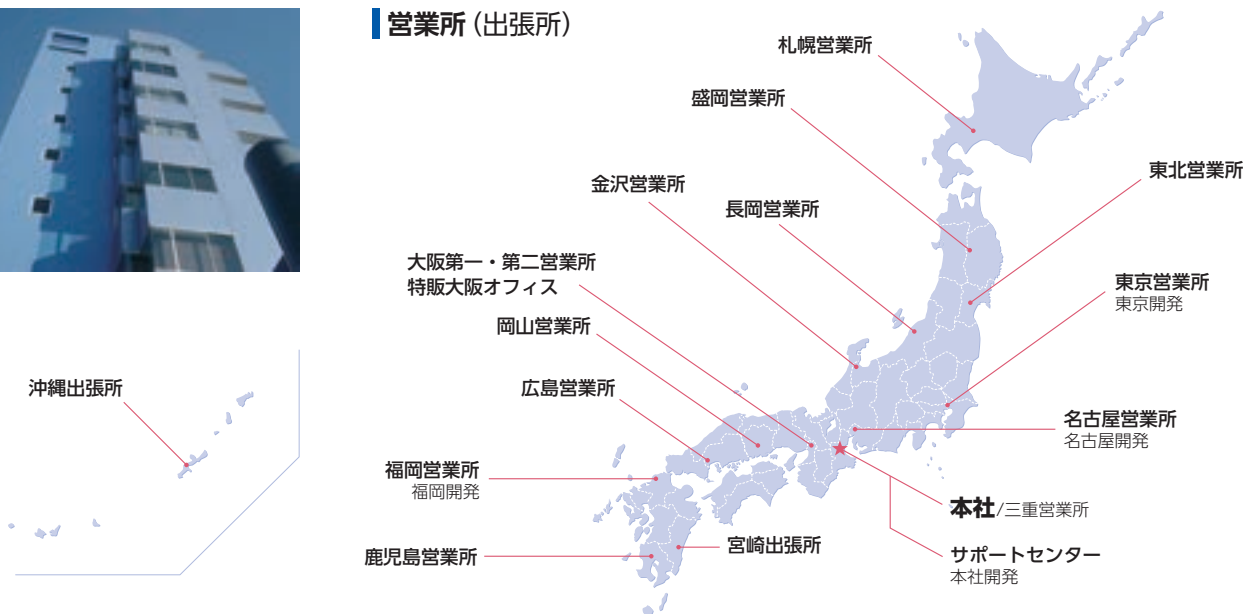 営業所（出張所）
札幌営業所
盛岡営業所
東北営業所
金沢営業所
長岡営業所
大阪第一・第二営業所
特販大阪オフィス
東京営業所
東京開発
岡山営業所
沖縄出張所
広島営業所
名古屋営業所
名古屋開発
福岡営業所
福岡開発
本社/三重営業所
宮崎出張所
鹿児島営業所
サポートセンター
本社開発